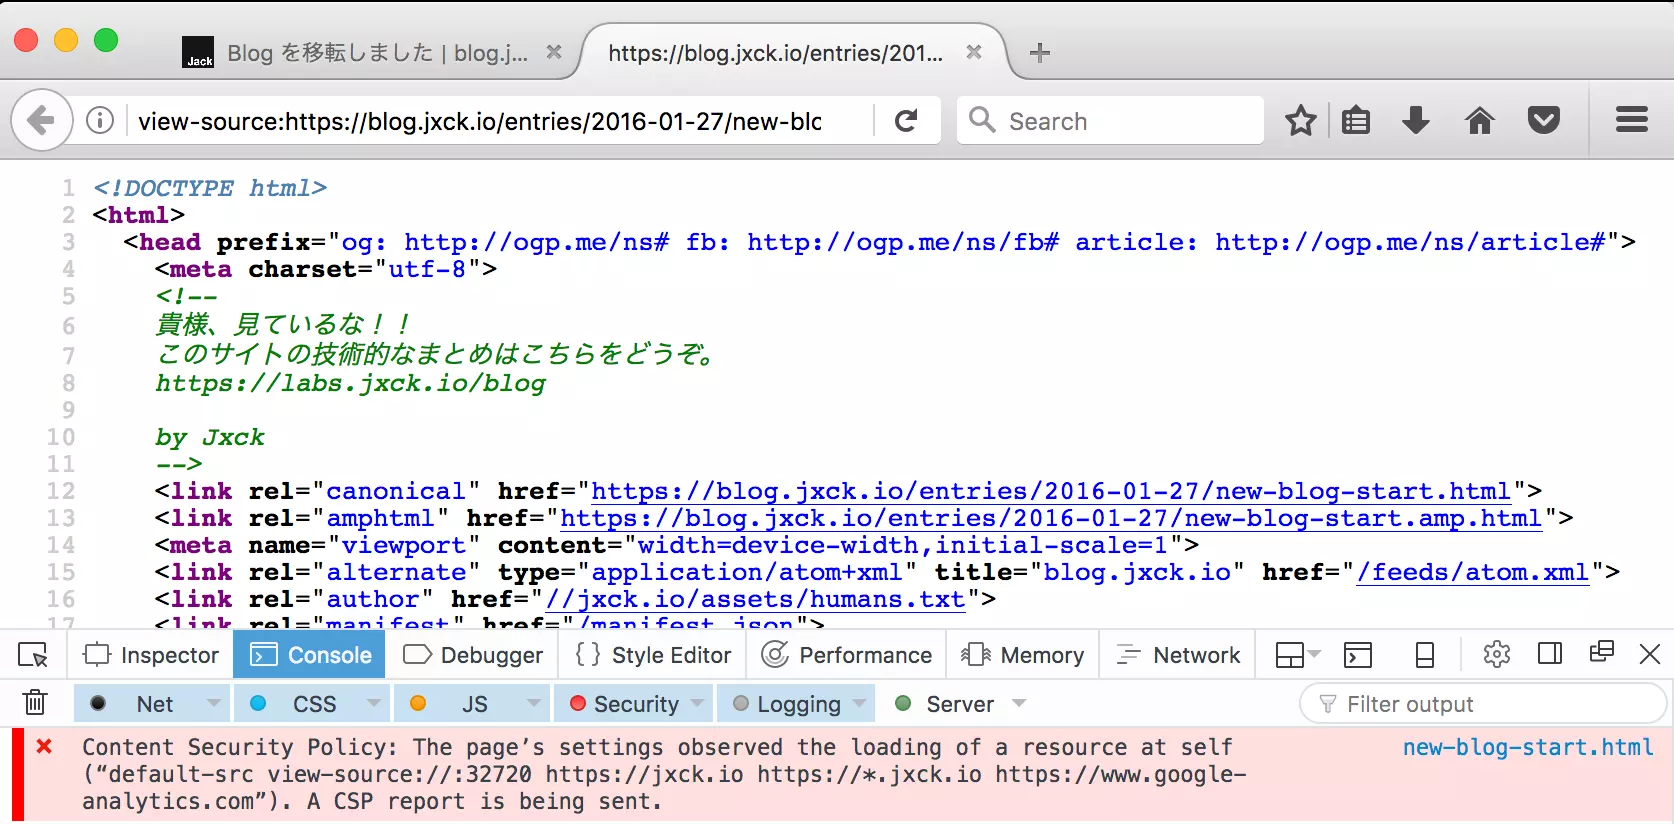 Jack Blog を移転しました | blog.j... https://blog.jxck.io/entries/201...
view-source:https://blog.jxck.io/entries/2016-01-27/new-blo Search
1 <!DOCTYPE html>
2 <html>
3 <head prefix="og: http://ogp.me/ns# fb: http://ogp.me/ns/fb# article: http://ogp.me/ns/article#">
4 <meta charset="utf-8">
5 <!--
6 貴様、見ているな！！
7 このサイトの技術的なまとめはこちらをどうぞ。
8 https://labs.jxck.io/blog
9
10 by Jxck
11 -->
12 <link rel="canonical" href="https://blog.jxck.io/entries/2016-01-27/new-blog-start.html">
13 <link rel="amphtml" href="https://blog.jxck.io/entries/2016-01-27/new-blog-start.amp.html">
14 <meta name="viewport" content="width=device-width,initial-scale=1">
15 <link rel="alternate" type="application/atom+xml" title="blog.jxck.io" href="/feeds/atom.xml">
16 <link rel="author" href="//jxck.io/assets/humans.txt">
17 <link rel="manifest" href="/manifest.json">
Inspector Console Debugger Style Editor Performance Memory Network
Net CSS JS Security Logging Server Filter output
Content Security Policy: The page’s settings observed the loading of a resource at self new-blog-start.html
(“default-src view-source://:32720 https://jxck.io https://*.jxck.io https://www.google-
analytics.com”). A CSP report is being sent.